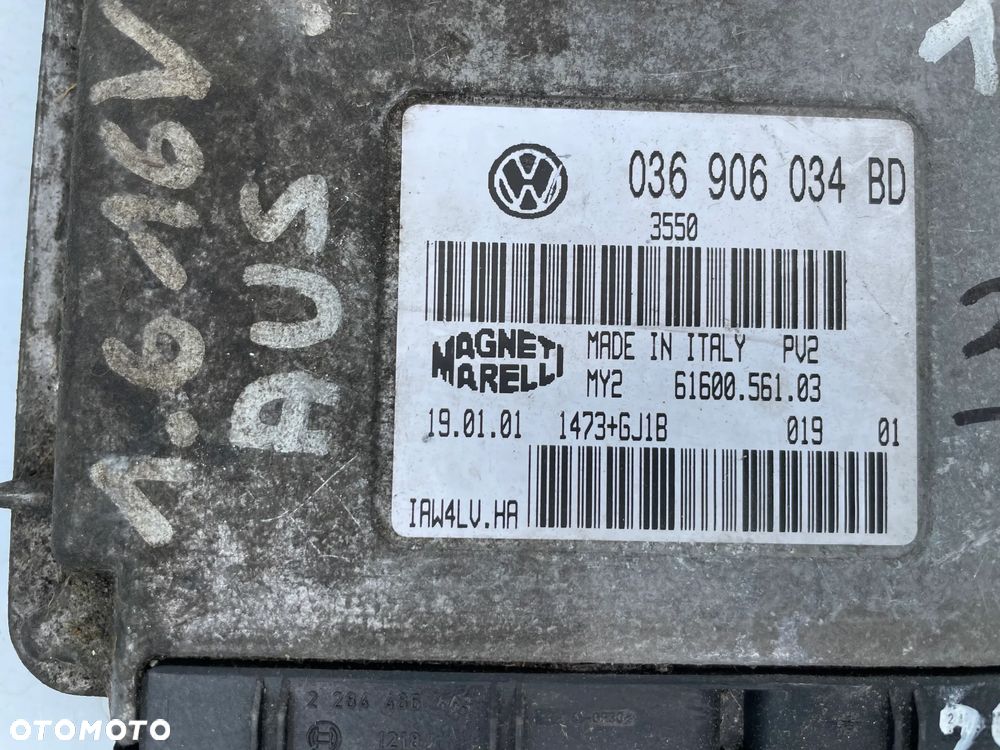 1.6 16V
AUS
036 906 034 BD
3550
MAGNETI
MARELLI
MADE IN ITALY PV2
MY2 61600.561.03
19.01.01 1473+GJ1B 019 01
IAW4LV.HA
OTOMOTO